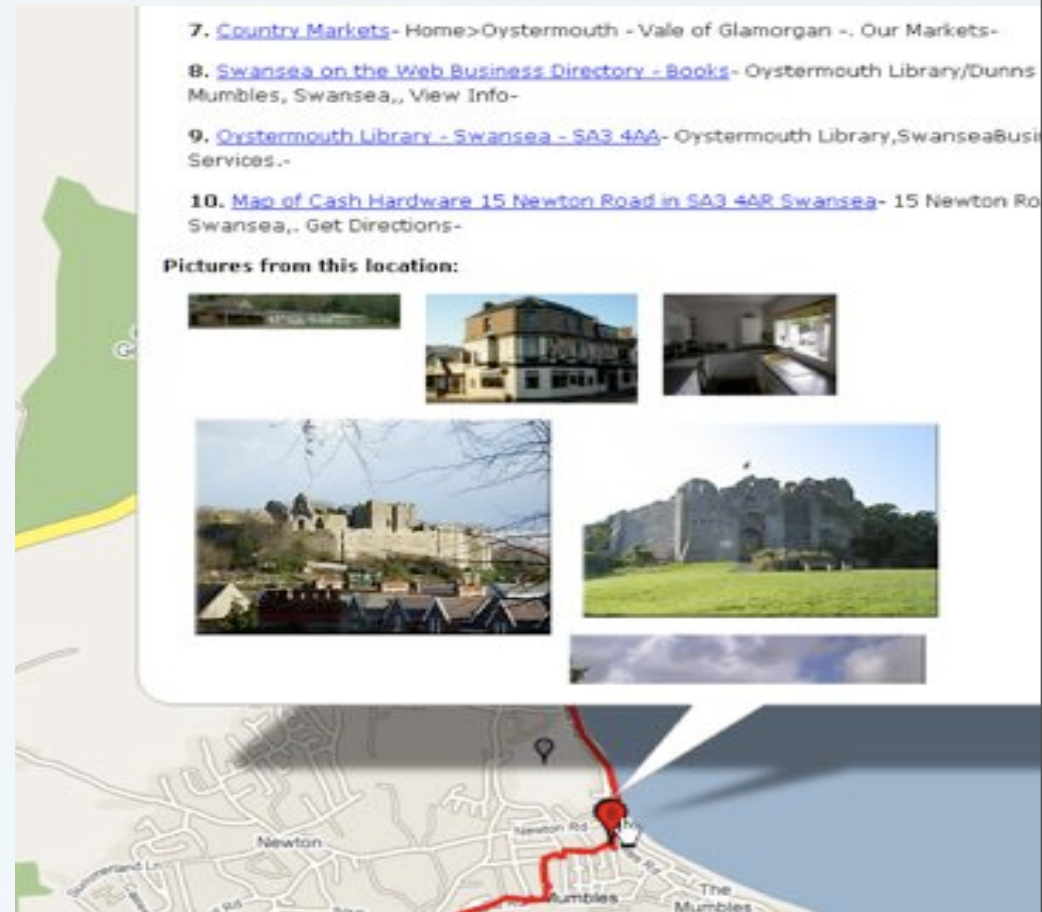 7. Country Markets- Home>Oystermouth - Vale of Glamorgan -. Our Markets-
8. Swansea on the Web Business Directory - Books- Oystermouth Library/Dunns
Mumbles, Swansea,, View Info-
9. Oystermouth Library - Swansea - SA3 4AA- Oystermouth Library,SwanseaBusi
Services.-
10. Map of Cash Hardware 15 Newton Road in SA3 4AR Swansea- 15 Newton Ro
Swansea,. Get Directions-
Pictures from this location:
G
Newton Rd
Newton
Summerland Ln
Rd
Mumbles
The
Mumbles